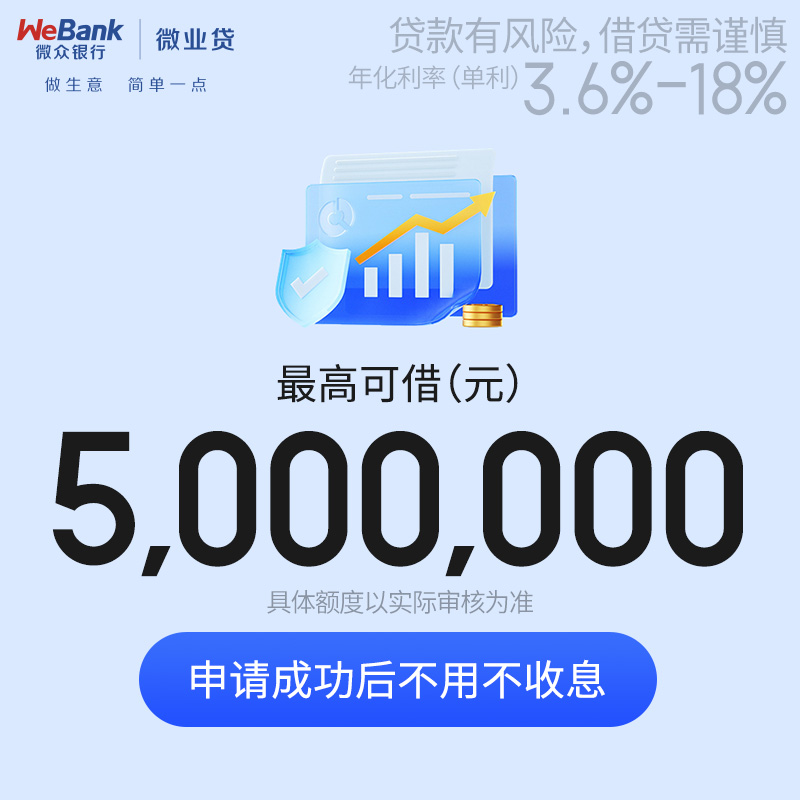 WeBank
微众银行
微业贷
做生意 简单一点
贷款有风险，借贷需谨慎
年化利率（单利）3.6%-18%
最高可借（元）
5,000,000
具体额度以实际审核为准
申请成功后不用不收息